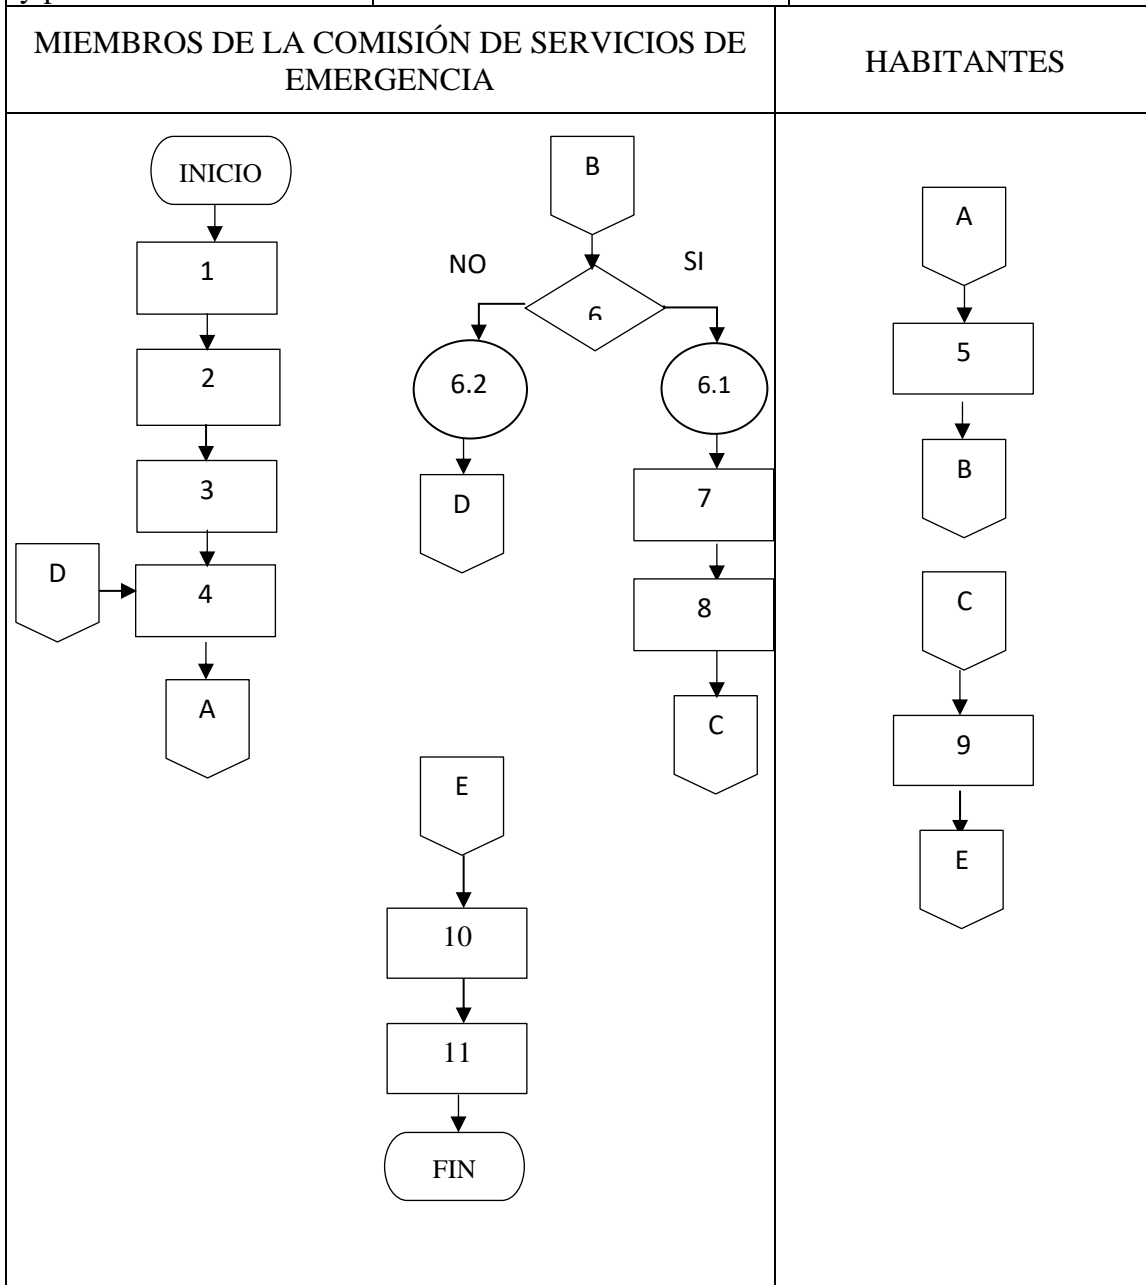 MIEMBROS DE LA COMISIÓN DE SERVICIOS DE
EMERGENCIA
HABITANTES
INICIO
1
2
3
D
4
A
B
NO
SI
6
6.2
6.1
D
7
8
C
E
10
11
FIN
A
5
B
C
9
E